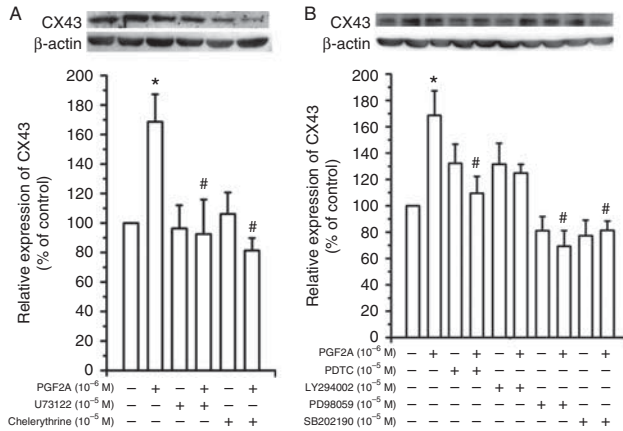 A
CX43
β-actin
Relative expression of CX43
(% of control)
200
180
160
140
120
100
80
60
40
20
0
*
#
#
PGF2A (10⁻⁶ M) – + – + – +
U73122 (10⁻⁵ M) – – + + – –
Chelerythrine (10⁻⁵ M) – – – – + +
B
CX43
β-actin
Relative expression of CX43
(% of control)
200
180
160
140
120
100
80
60
40
20
0
*
#
#
#
PGF2A (10⁻⁶ M) – + – + – + – + – +
PDTC (10⁻⁵ M) – – + + – – – – – –
LY294002 (10⁻⁵ M) – – – – + + – – – –
PD98059 (10⁻⁵ M) – – – – – – + + – –
SB202190 (10⁻⁵ M) – – – – – – – – + +